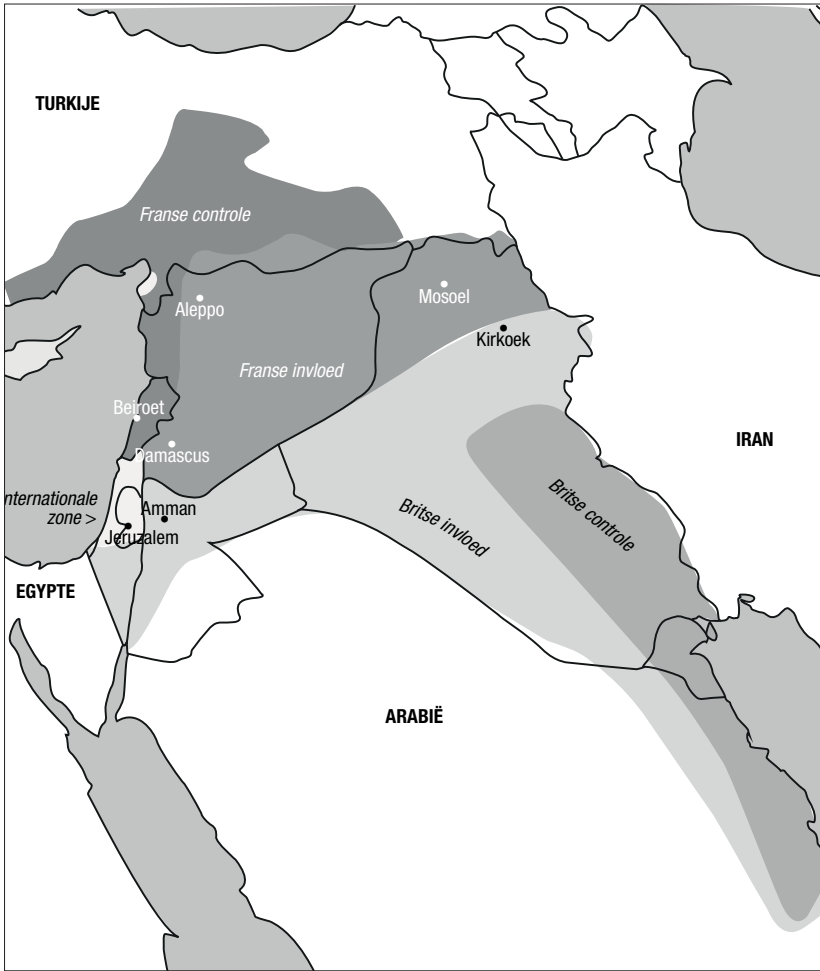 TURKIJE
Franse controle
Aleppo
Mosoel
Kirkoek
Franse invloed
Beiroet
Damascus
IRAN
nternationale
zone >
Amman
Jeruzalem
Britse invloed
Britse controle
EGYPTE
ARABIË